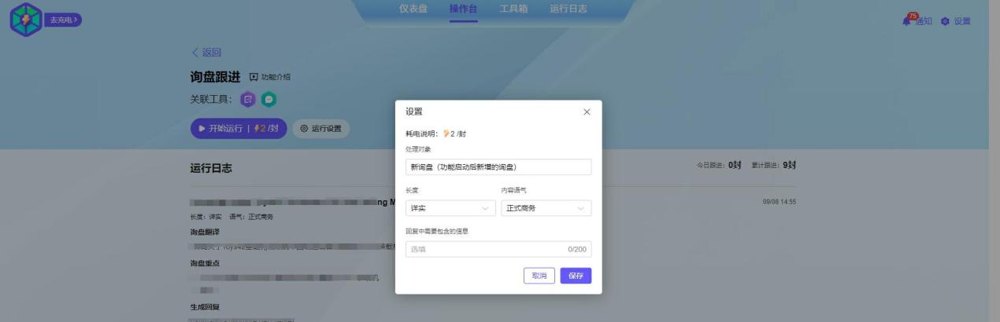 仪表盘 操作台 工具箱 运行日志
去充电>
75
通知 设置
< 返回
询盘跟进 功能介绍
关联工具：
开始运行 | 2 /封 运行设置
设置
耗电说明： 2 /封
处理对象
新询盘（功能启动后新增的询盘）
长度 内容语气
详实 正式商务
回复中需要包含的信息
选填 0/200
取消 保存
运行日志
今日跟进： 0封 累计跟进： 9封
ng M
09/08 14:55
长度：详实 语气：正式商务
询盘翻译
询盘重点
生成回复